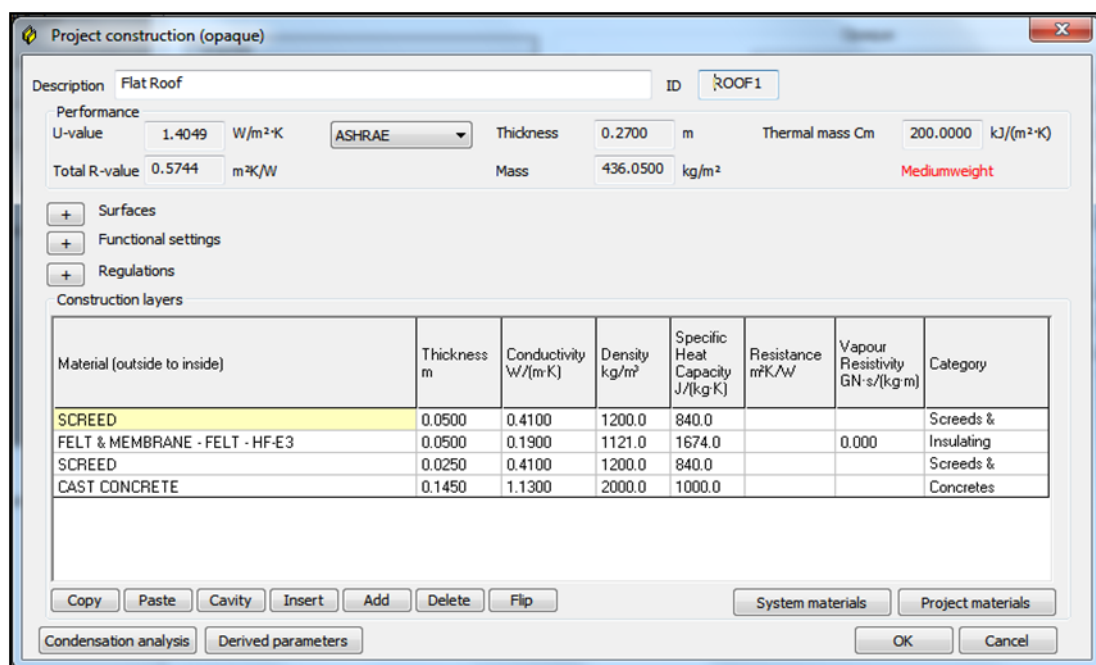 Project construction (opaque)
Description Flat Roof ID ROOF1
Performance
U-value 1.4049 W/m²·K ASHRAE Thickness 0.2700 m Thermal mass Cm 200.0000 kJ/(m²·K)
Total R-value 0.5744 m²K/W Mass 436.0500 kg/m² Mediumweight
+ Surfaces
+ Functional settings
+ Regulations
Construction layers
Material (outside to inside) Thickness m Conductivity W/(m·K) Density kg/m³ Specific Heat Capacity J/(kg·K) Resistance m²K/W Vapour Resistivity GN·s/(kg·m) Category
SCREED 0.0500 0.4100 1200.0 840.0 Screeds &
FELT & MEMBRANE - FELT - HF-E3 0.0500 0.1900 1121.0 1674.0 0.000 Insulating
SCREED 0.0250 0.4100 1200.0 840.0 Screeds &
CAST CONCRETE 0.1450 1.1300 2000.0 1000.0 Concretes
Copy Paste Cavity Insert Add Delete Flip System materials Project materials
Condensation analysis Derived parameters OK Cancel